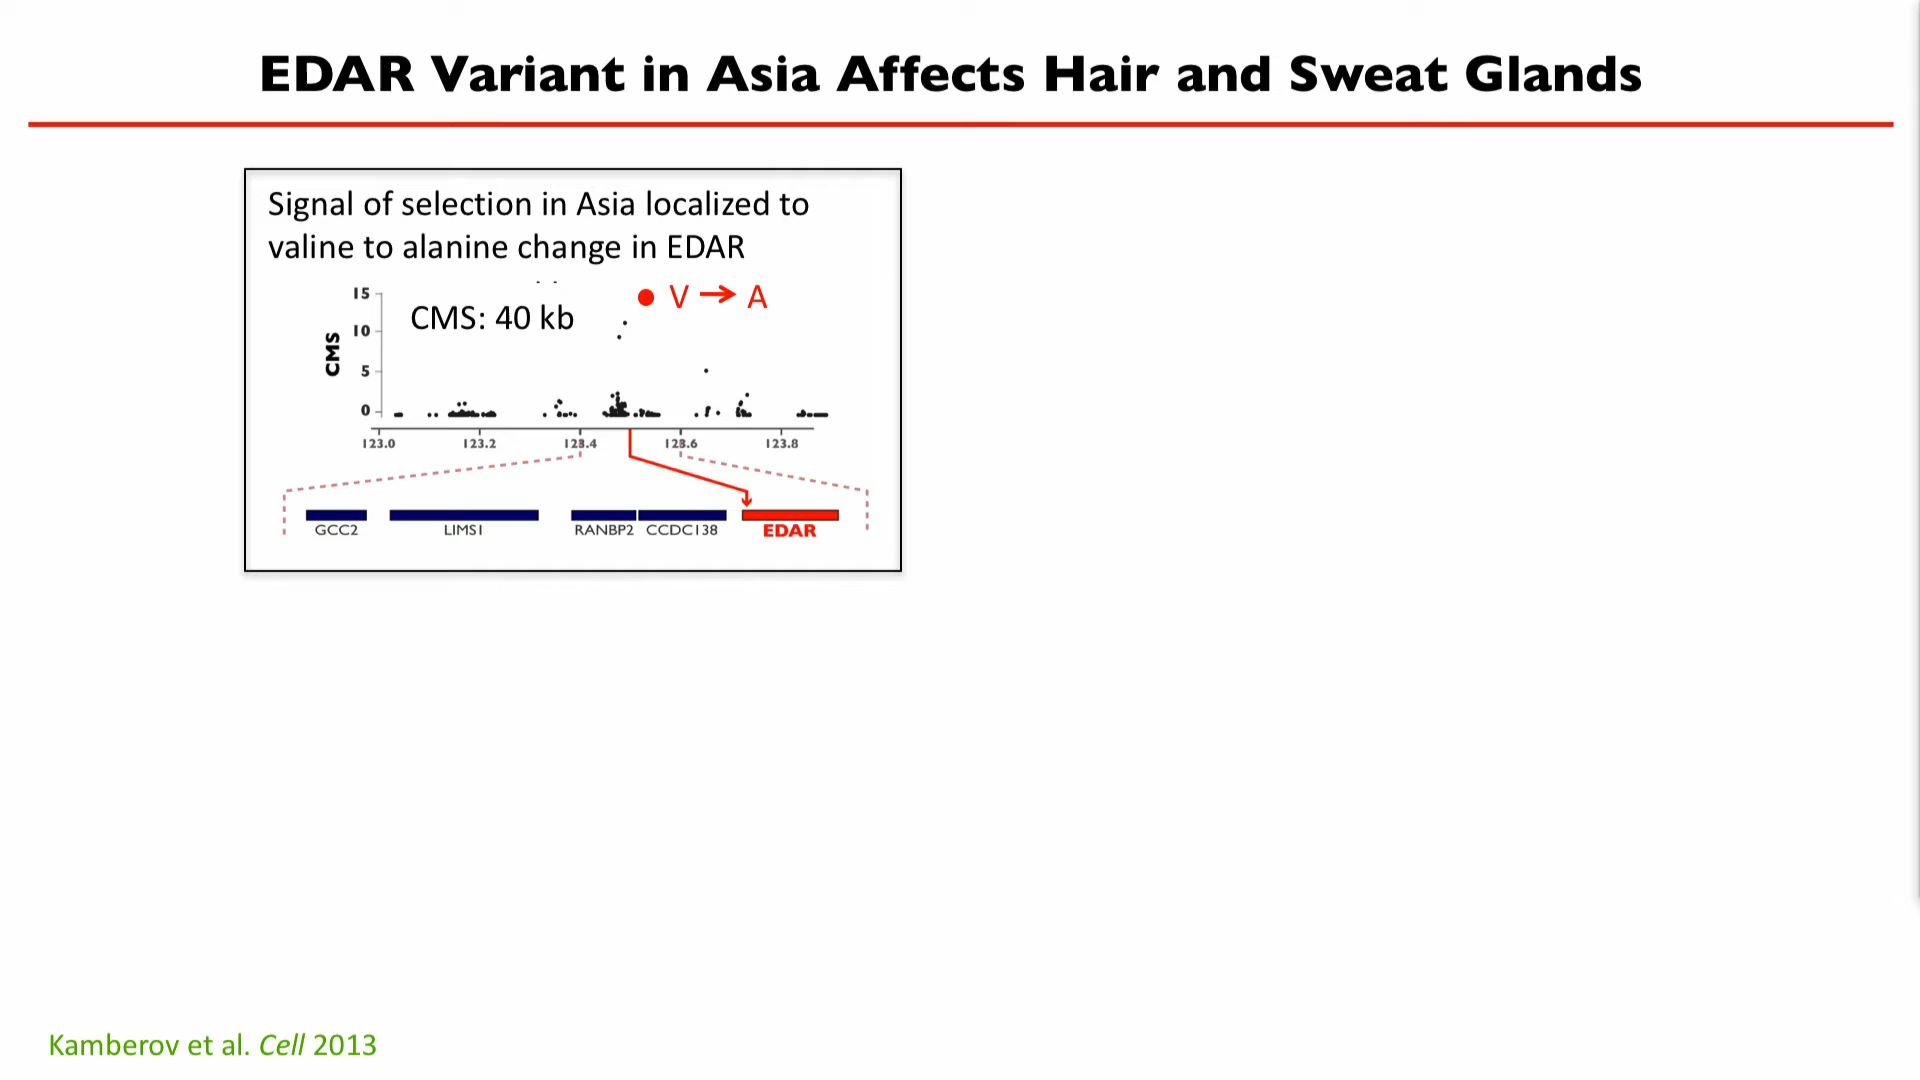 EDAR Variant in Asia Affects Hair and Sweat Glands
Signal of selection in Asia localized to
valine to alanine change in EDAR
V → A
CMS: 40 kb
CMS
15
10
5
0
123.0 123.2 123.4 123.6 123.8
GCC2 LIMS1 RANBP2 CCDC138 EDAR
Kamberov et al. Cell 2013